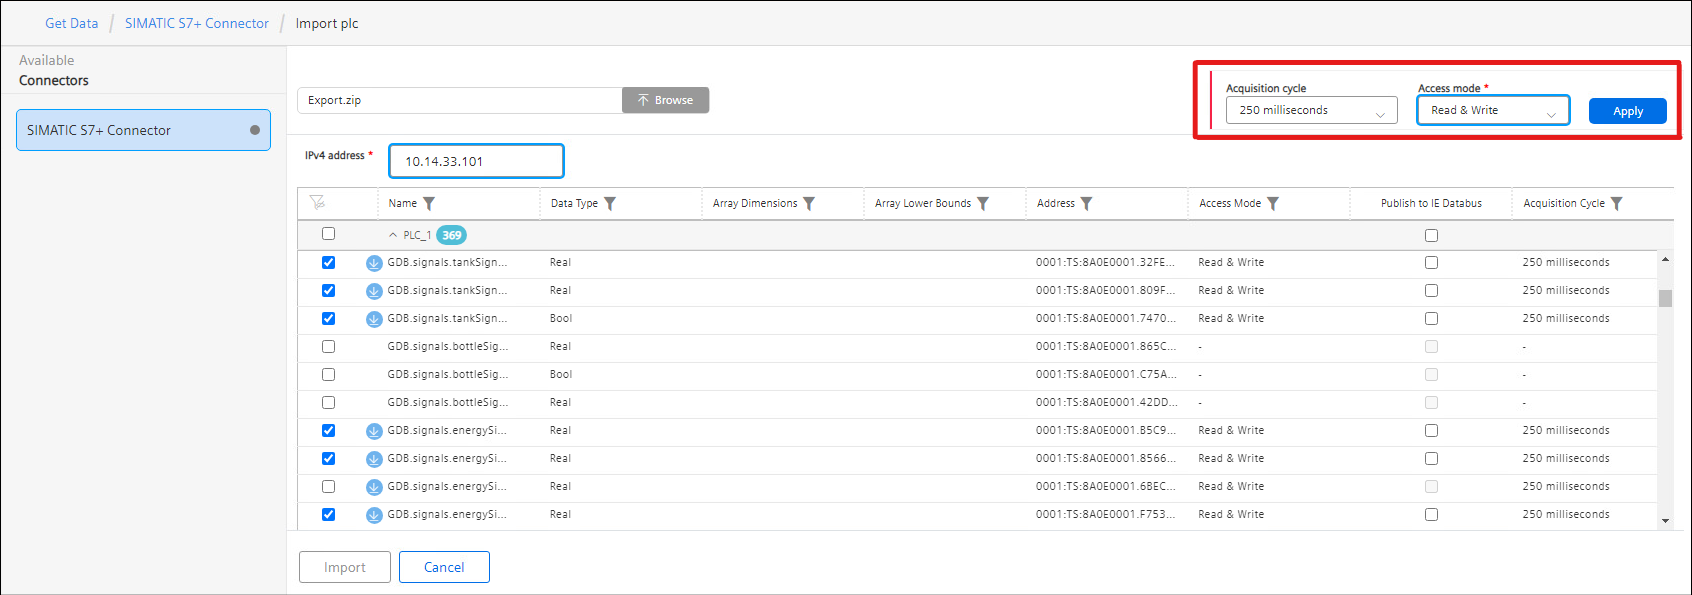 Get Data / SIMATIC S7+ Connector / Import plc
Available
Connectors
SIMATIC S7+ Connector
Export.zip Browse
Acquisition cycle Access mode *
250 milliseconds Read & Write Apply
IPv4 address * 10.14.33.101
Name Data Type Array Dimensions Array Lower Bounds Address Access Mode Publish to IE Databus Acquisition Cycle
PLC_1 369
GDB.signals.tankSign... Real 0001:TS:8A0E0001.32FE... Read & Write 250 milliseconds
GDB.signals.tankSign... Real 0001:TS:8A0E0001.809F... Read & Write 250 milliseconds
GDB.signals.tankSign... Bool 0001:TS:8A0E0001.7470... Read & Write 250 milliseconds
GDB.signals.bottleSig... Real 0001:TS:8A0E0001.865C... - -
GDB.signals.bottleSig... Bool 0001:TS:8A0E0001.C75A... - -
GDB.signals.bottleSig... Real 0001:TS:8A0E0001.42DD... - -
GDB.signals.energySi... Real 0001:TS:8A0E0001.B5C9... Read & Write 250 milliseconds
GDB.signals.energySi... Real 0001:TS:8A0E0001.8566... Read & Write 250 milliseconds
GDB.signals.energySi... Real 0001:TS:8A0E0001.6BEC... Read & Write 250 milliseconds
GDB.signals.energySi... Real 0001:TS:8A0E0001.F753... Read & Write 250 milliseconds
Import Cancel